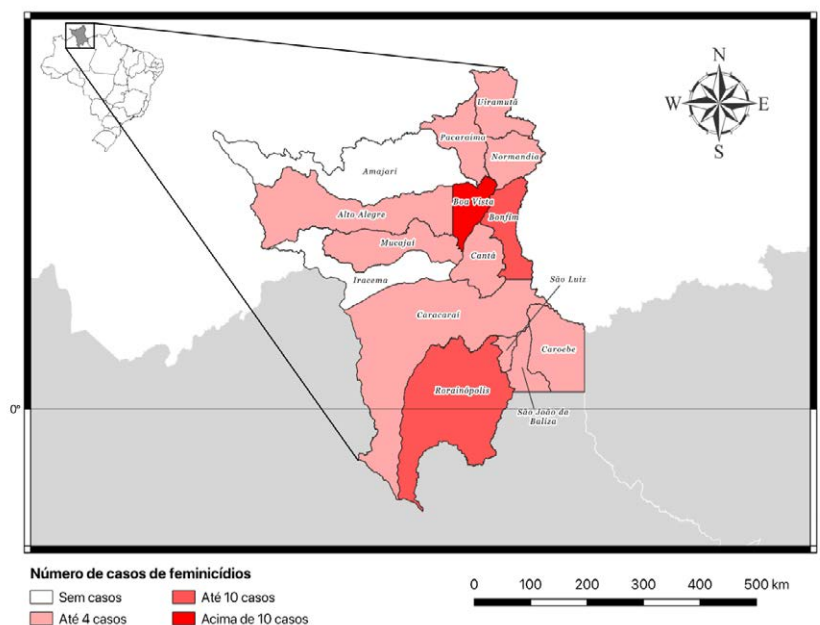 N
W E
S
Uiramutã
Pacaraima
Normandia
Amajari
Boa Vista
Alto Alegre
Bonfim
Mucajaí
Cantá
São Luiz
Iracema
Caracaraí
Caroebe
Rorainópolis
0°
São João da
Baliza
Número de casos de feminicídios
Sem casos
Até 10 casos
Até 4 casos
Acima de 10 casos
0 100 200 300 400 500 km